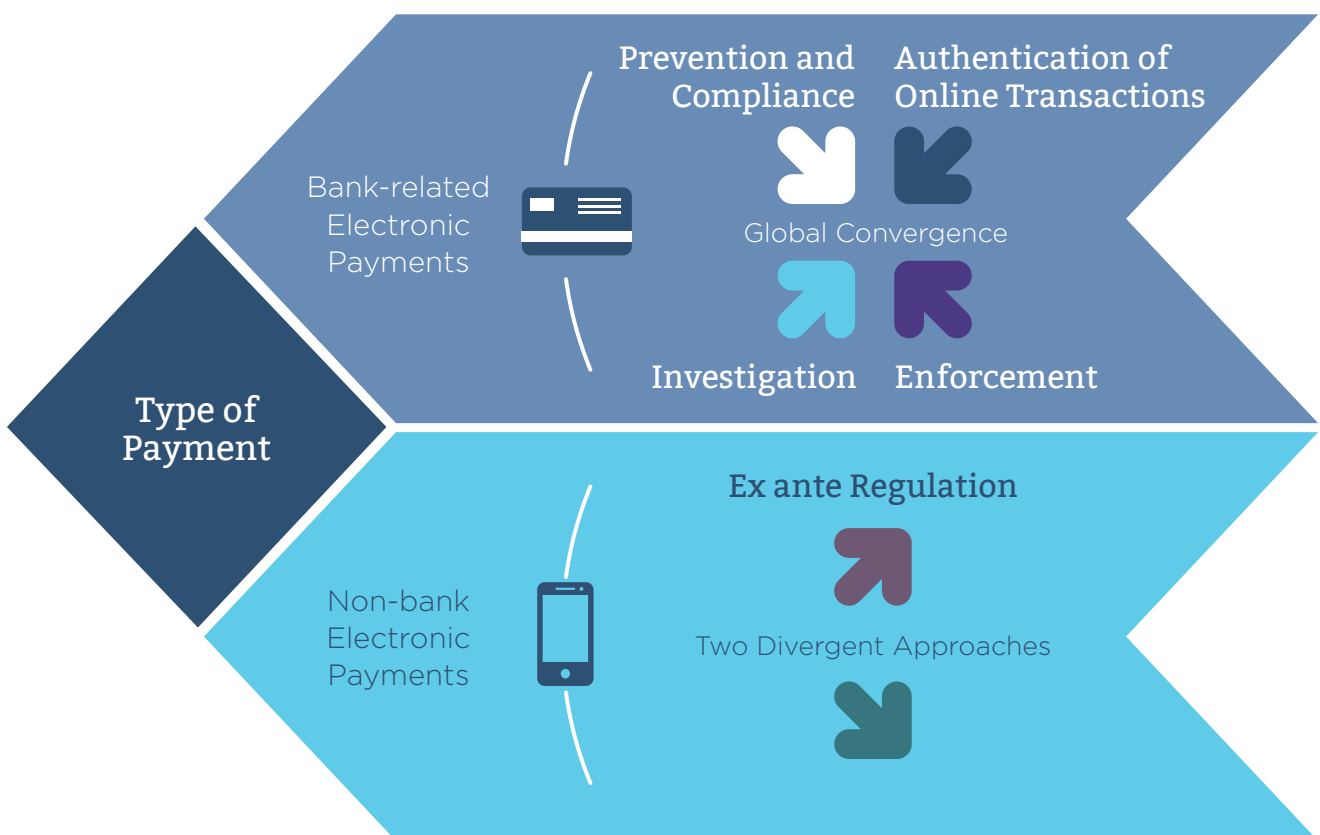 Prevention and
Compliance
Authentication of
Online Transactions
Bank-related
Electronic
Payments
Global Convergence
Investigation
Enforcement
Type of
Payment
Ex ante Regulation
Non-bank
Electronic
Payments
Two Divergent Approaches